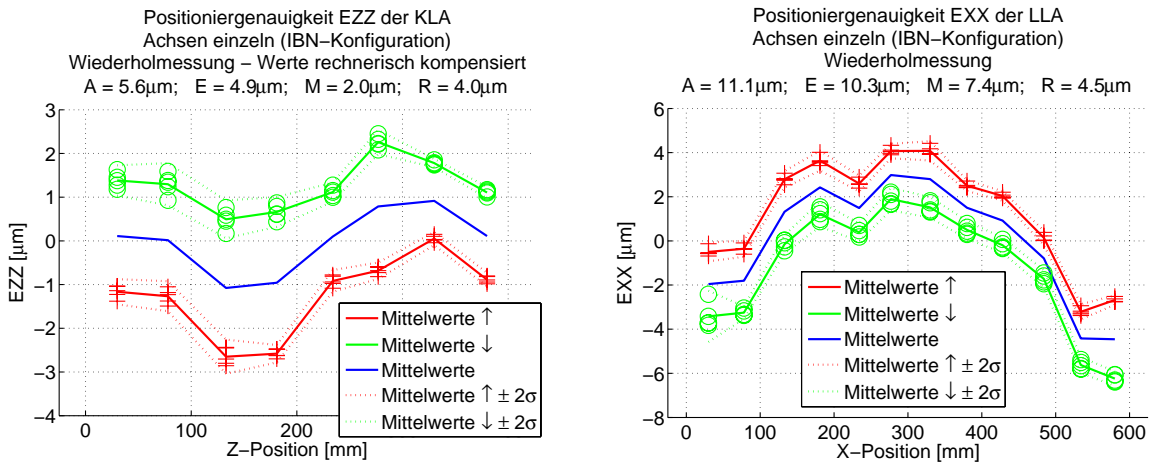 Positioniergenauigkeit EZZ der KLA
Achsen einzeln (IBN−Konfiguration)
Wiederholmessung − Werte rechnerisch kompensiert
A = 5.6μm; E = 4.9μm; M = 2.0μm; R = 4.0μm
3
2
1
0
−1
−2
−3
−4
EZZ [μm]
Mittelwerte ↑
Mittelwerte ↓
Mittelwerte
Mittelwerte ↑ ± 2σ
Mittelwerte ↓ ± 2σ
0
100
200
Z−Position [mm]
Positioniergenauigkeit EXX der LLA
Achsen einzeln (IBN−Konfiguration)
Wiederholmessung
A = 11.1μm; E = 10.3μm; M = 7.4μm; R = 4.5μm
6
4
2
0
−2
−4
−6
−8
EXX [μm]
Mittelwerte ↑
Mittelwerte ↓
Mittelwerte
Mittelwerte ↑ ± 2σ
Mittelwerte ↓ ± 2σ
0
100
200
300
400
500
600
X−Position [mm]